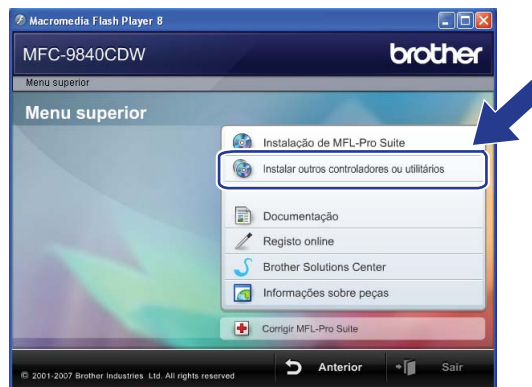 Macromedia Flash Player 8
MFC-9840CDW
brother
Menu superior
Menu superior
Instalação de MFL-Pro Suite
Instalar outros controladores ou utilitários
Documentação
Registo online
Brother Solutions Center
Informações sobre peças
Corrigir MFL-Pro Suite
© 2001-2007 Brother Industries Ltd. All rights reserved
Anterior
Sair